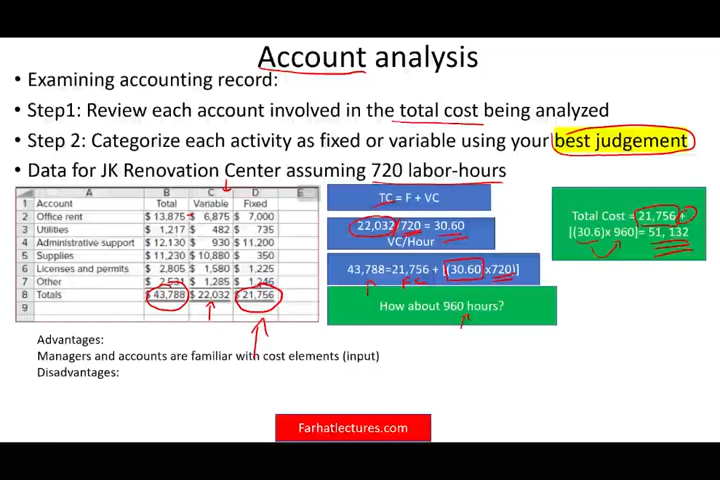 Account analysis
• Examining accounting record:
• Step1: Review each account involved in the total cost being analyzed
• Step 2: Categorize each activity as fixed or variable using your best judgement
• Data for JK Renovation Center assuming 720 labor-hours
A B C D E
1 Account Total Variable Fixed
2 Office rent $ 13,875 $ 6,875 $ 7,000
3 Utilities $ 1,217 $ 482 $ 735
4 Administrative support $ 12,130 $ 930 $ 11,200
5 Supplies $ 11,230 $ 10,880 $ 350
6 Licenses and permits $ 2,805 $ 1,580 $ 1,225
7 Other $ 2,531 $ 1,285 $ 1,246
8 Totals $ 43,788 $ 22,032 $ 21,756
9
TC = F + VC
22,032/720 = 30.60
VC/Hour
43,788=21,756 + [(30.60 x720)]
FC
How about 960 hours?
Total Cost = 21,756 +
[(30.6)x 960]= 51, 132
Advantages:
Managers and accounts are familiar with cost elements (input)
Disadvantages:
Farhatlectures.com